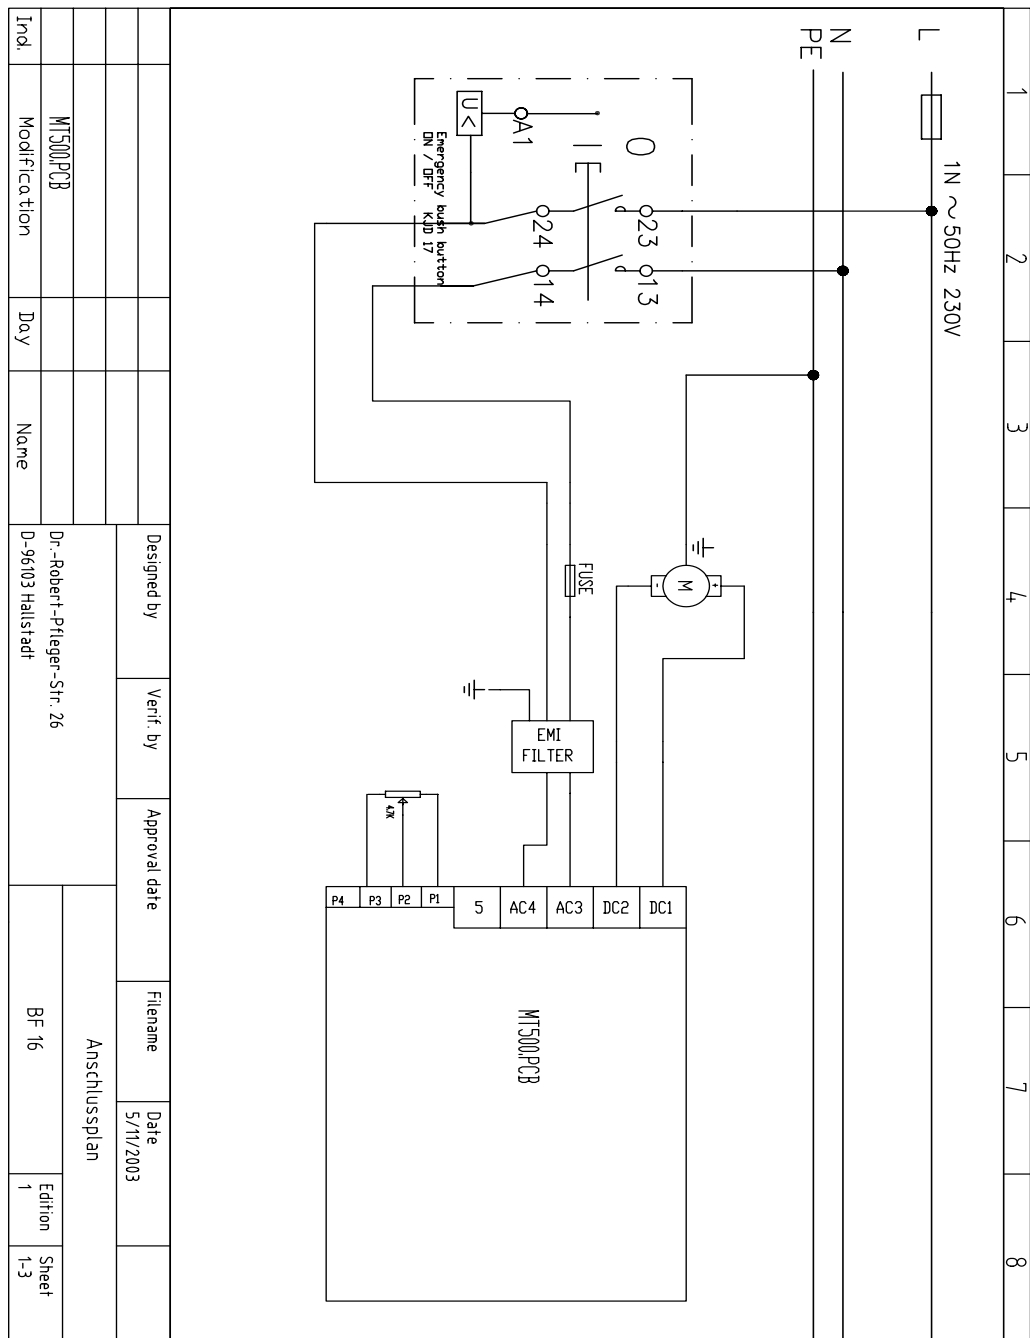 1
2
3
4
5
6
7
8
L
N
PE
1N ~ 50Hz 230V
O
I
A1
U<
23
24
13
14
Emergency bush button
ON / OFF KJD 17
FUSE
M
+
-
EMI
FILTER
4.7K
P4
P3
P2
P1
5
AC4
AC3
DC2
DC1
MT500.PCB
MT500.PCB
Ind.
Modification
Day
Name
Designed by
Verif. by
Approval date
Filename
Date
5/11/2003
Dr.-Robert-Pfleger-Str. 26
D-96103 Hallstadt
Anschlussplan
BF 16
Edition
1
Sheet
1-3